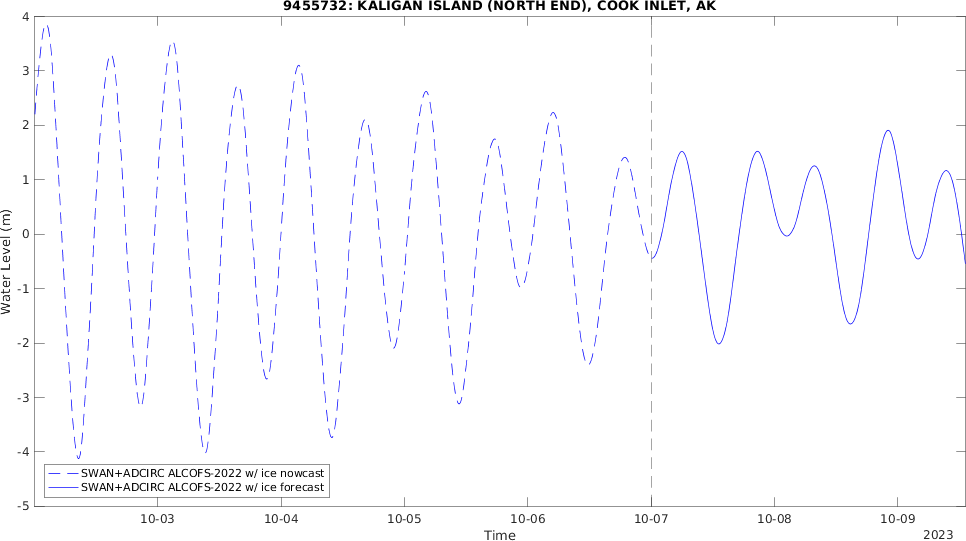 9455732: KALIGAN ISLAND (NORTH END), COOK INLET, AK
4
3
2
1
0
-1
-2
-3
-4
-5
Water Level (m)
SWAN+ADCIRC ALCOFS-2022 w/ ice nowcast
SWAN+ADCIRC ALCOFS-2022 w/ ice forecast
10-03 10-04 10-05 10-06 10-07 10-08 10-09
Time
2023